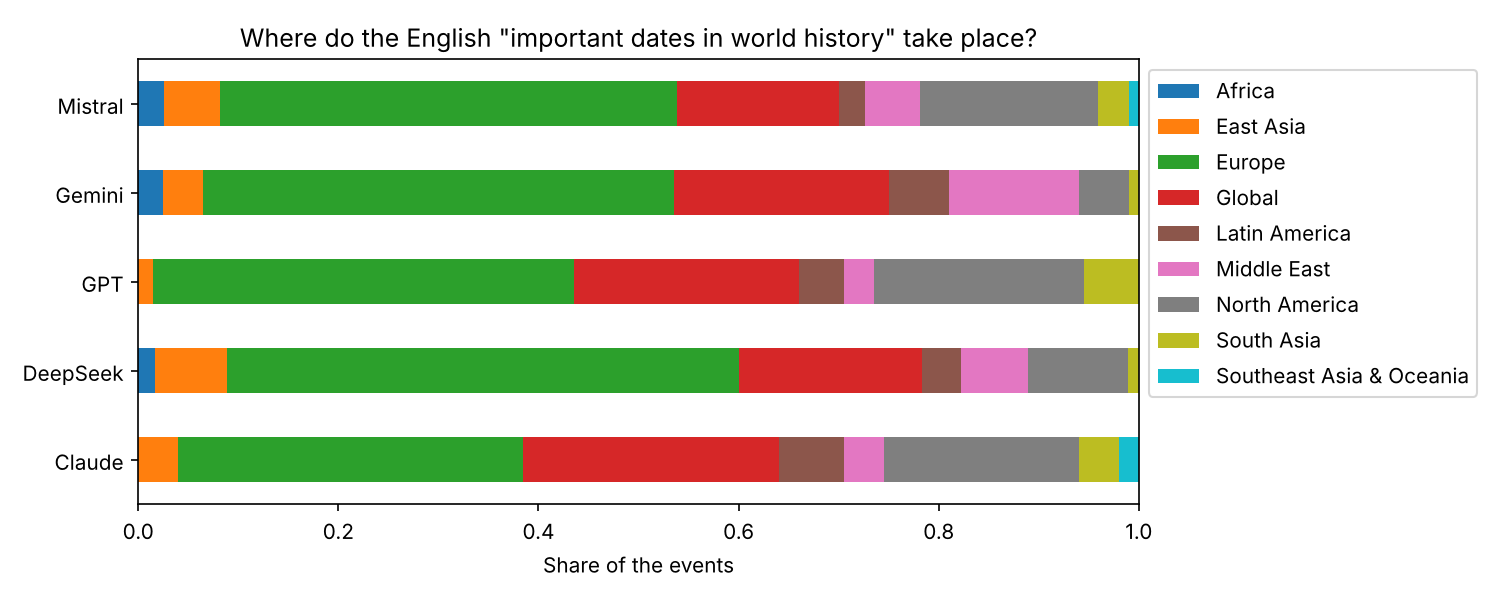 Where do the English "important dates in world history" take place?
Mistral
Gemini
GPT
DeepSeek
Claude
0.0
0.2
0.4
0.6
0.8
1.0
Share of the events
Africa
East Asia
Europe
Global
Latin America
Middle East
North America
South Asia
Southeast Asia & Oceania